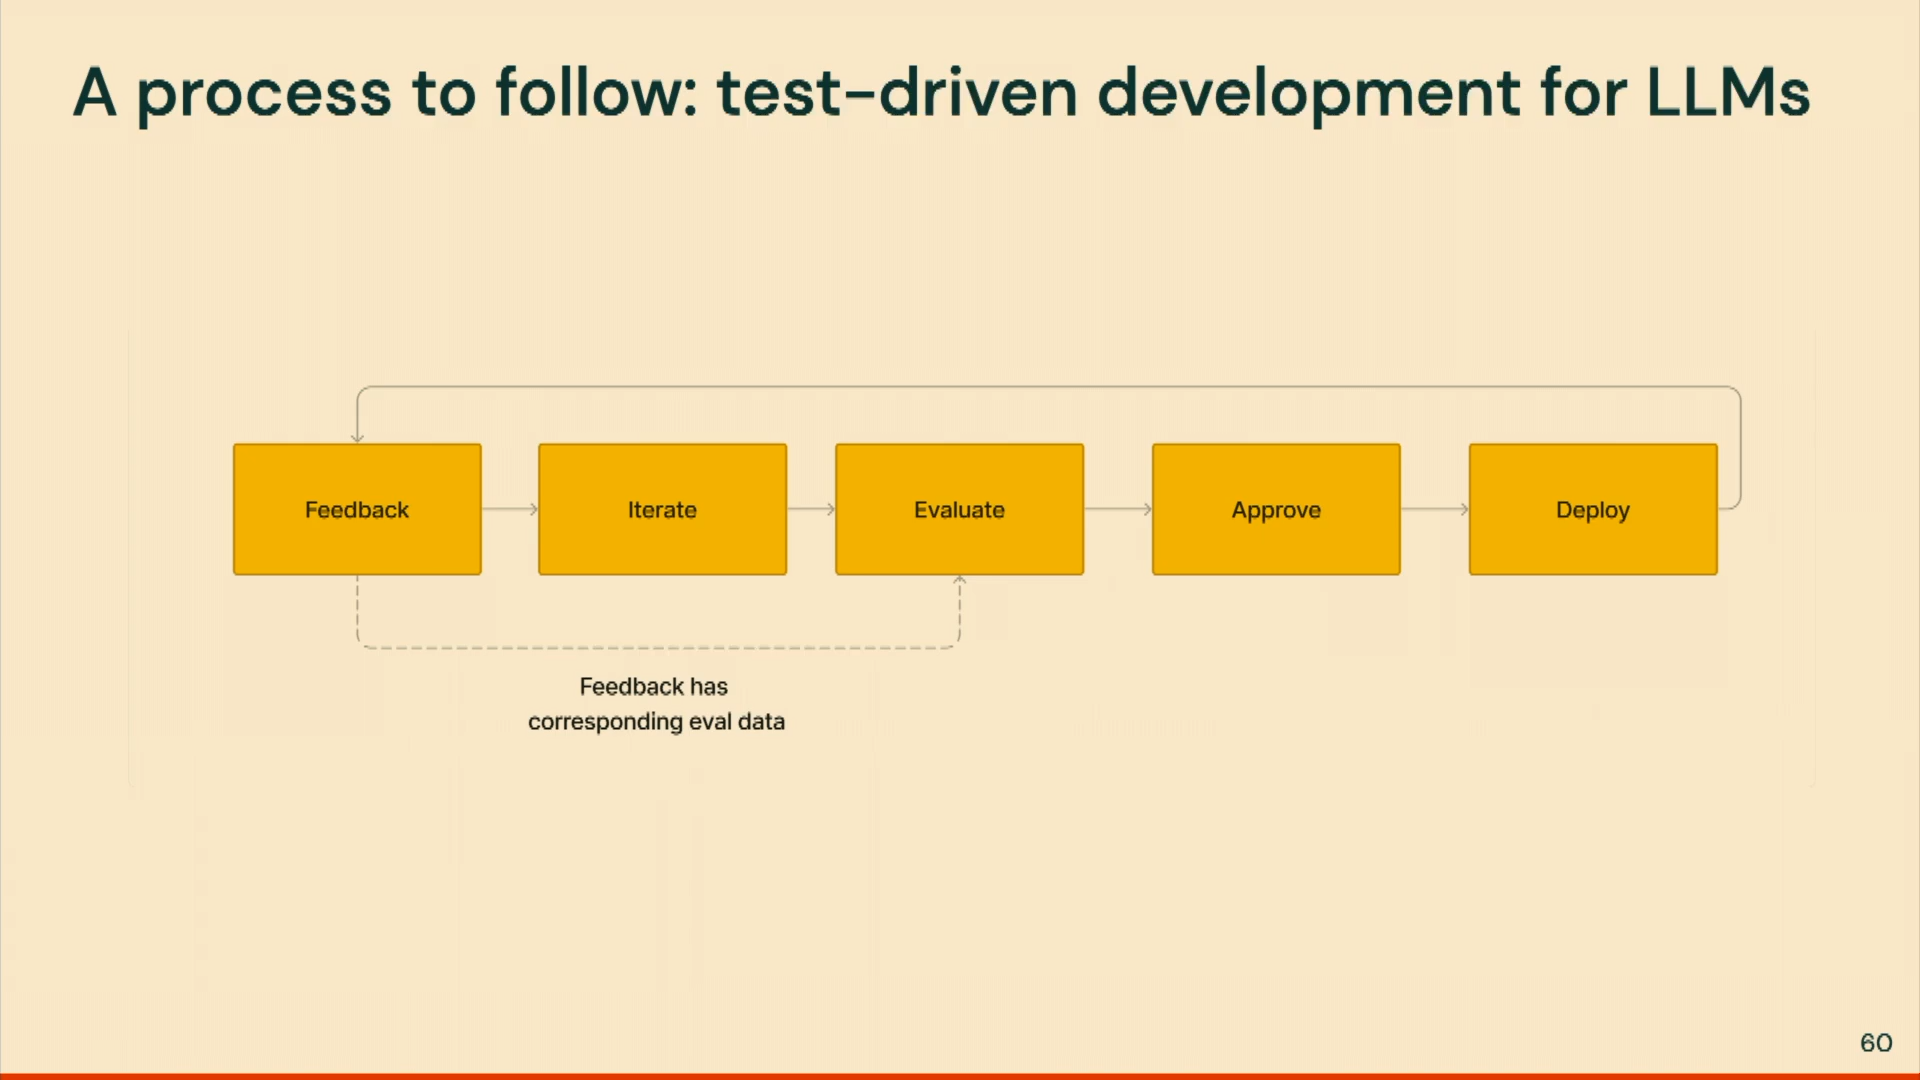 A process to follow: test-driven development for LLMs
Feedback
Iterate
Evaluate
Approve
Deploy
Feedback has
corresponding eval data
60